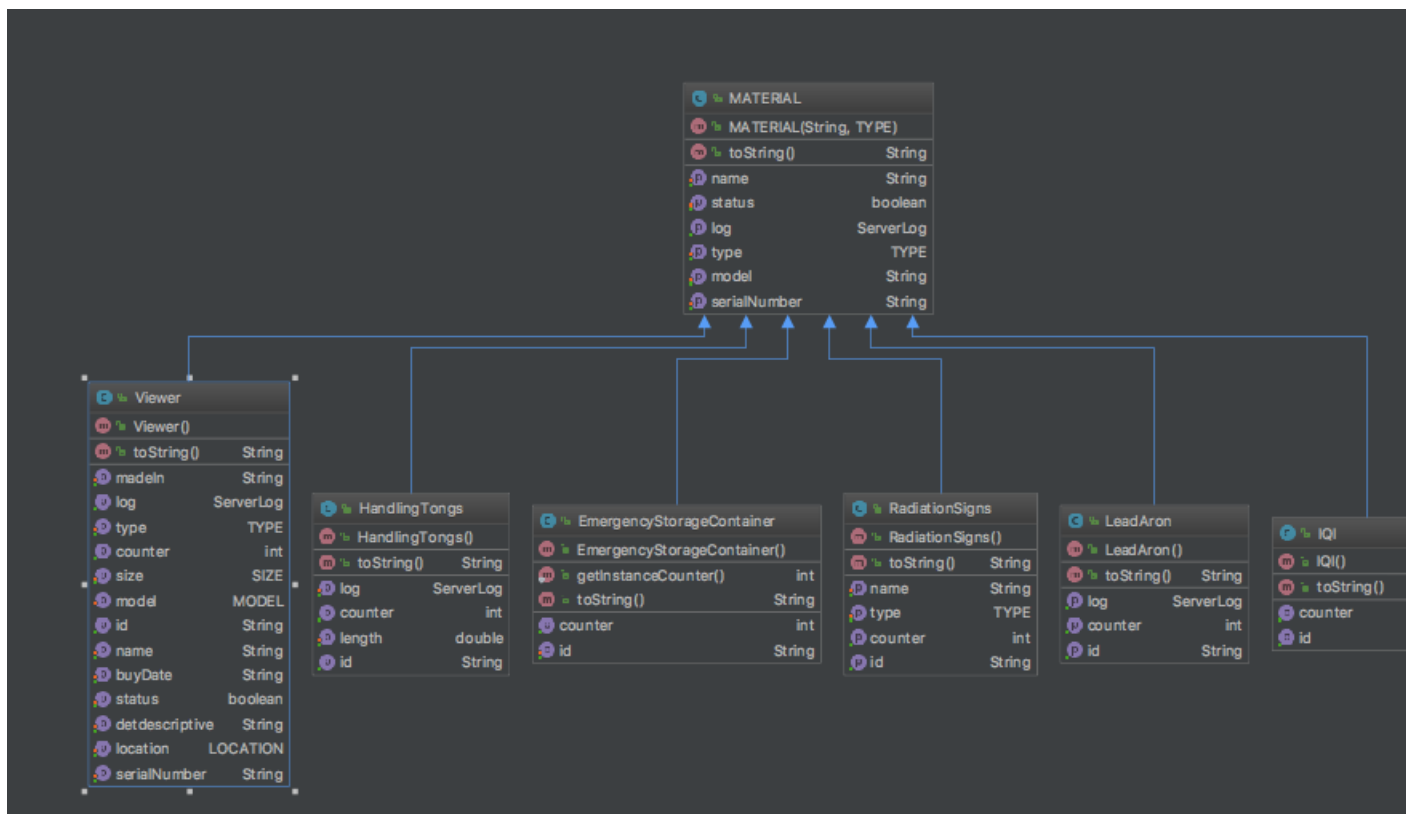 MATERIAL
MATERIAL(String, TYPE)
toString() String
name String
status boolean
log ServerLog
type TYPE
model String
serialNumber String
Viewer
Viewer()
toString() String
madeIn String
log ServerLog
type TYPE
counter int
size SIZE
model MODEL
id String
name String
buyDate String
status boolean
detdescriptive String
location LOCATION
serialNumber String
HandlingTongs
HandlingTongs()
toString() String
log ServerLog
counter int
length double
id String
EmergencyStorageContainer
EmergencyStorageContainer()
getInstanceCounter() int
toString() String
counter int
id String
RadiationSigns
RadiationSigns()
toString() String
name String
type TYPE
counter int
id String
LeadAron
LeadAron()
toString() String
log ServerLog
counter int
id String
IQI
IQI()
toString()
counter
id